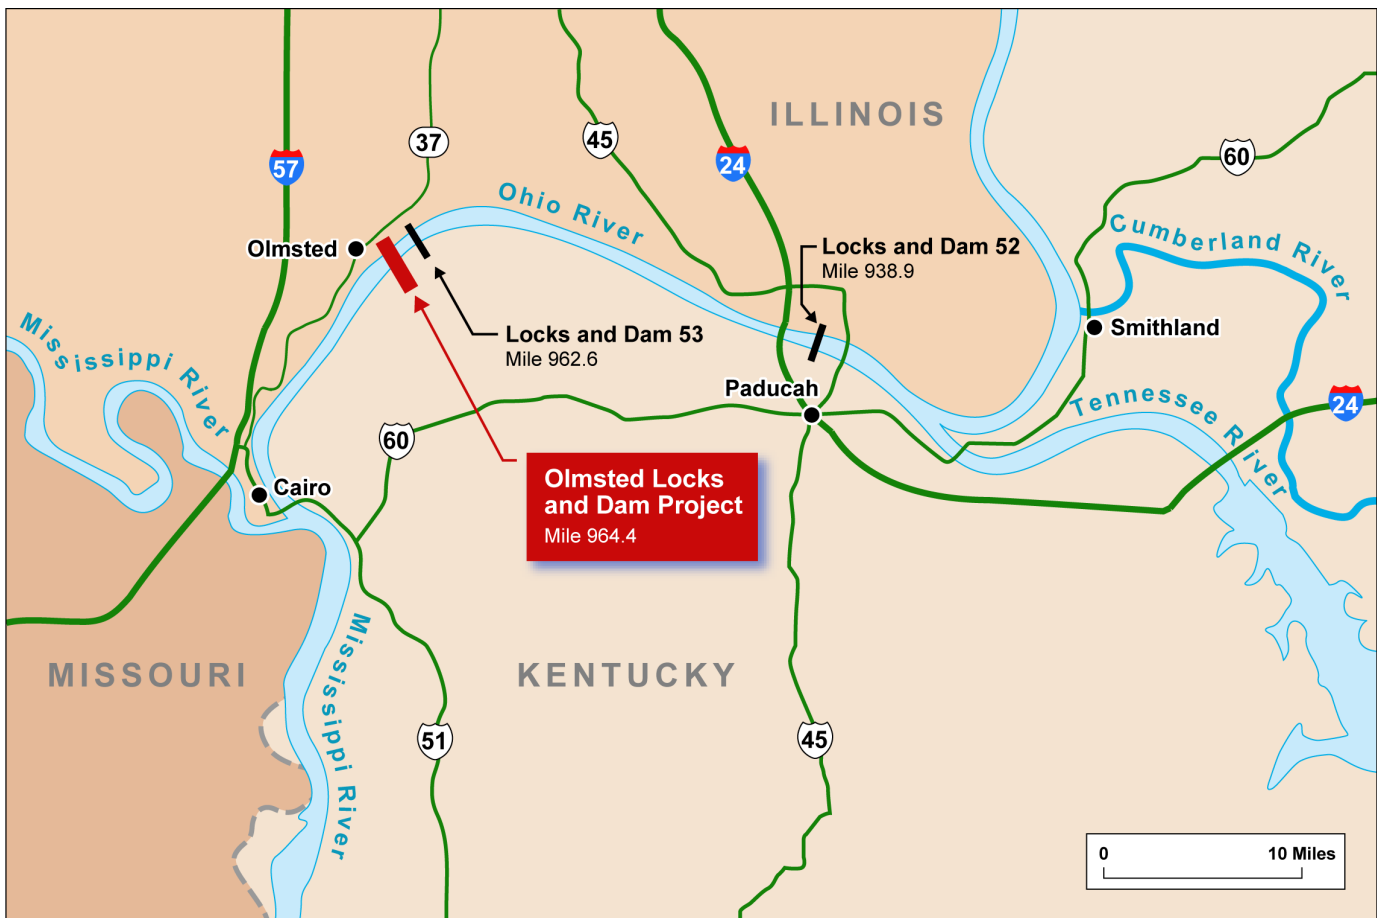 ILLINOIS
37
45
24
57
60
Ohio River
Cumberland River
Olmsted
Locks and Dam 52
Mile 938.9
Mississippi River
Locks and Dam 53
Mile 962.6
Smithland
Paducah
Tennessee River
24
60
Cairo
Olmsted Locks
and Dam Project
Mile 964.4
MISSOURI
Mississippi River
KENTUCKY
51
45
0 10 Miles